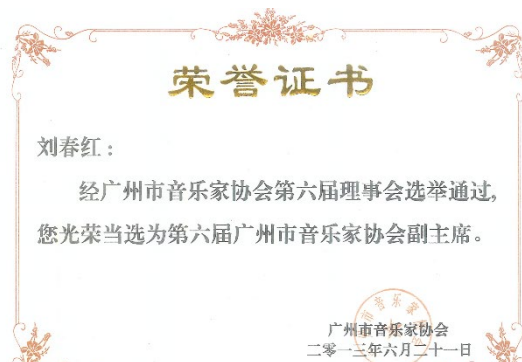 荣誉证书
刘春红：
经广州市音乐家协会第六届理事会选举通过，
您光荣当选为第六届广州市音乐家协会副主席。
广州市音乐家协会
二零一三年六月二十一日